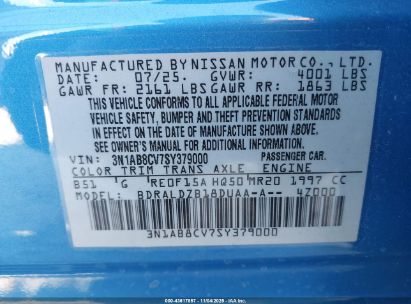 MANUFACTURED BY NISSAN MOTOR CO., LTD.
DATE: 07/25. GVWR: 4001 LBS
GAWR FR: 2161 LBS GAWR RR: 1863 LBS
THIS VEHICLE CONFORMS TO ALL APPLICABLE FEDERAL MOTOR
VEHICLE SAFETY, BUMPER, AND THEFT PREVENTION STANDARDS
IN EFFECT ON THE DATE OF MANUFACTURE SHOWN ABOVE.
SEE OWNER'S MANUAL FOR ADDITIONAL INFORMATION.
VIN: 3N1AB8CV7SY379000 PASSENGER CAR.
COLOR TRIM TRANS AXLE ENGINE
B51 G RE0F15A HQ50 MR20 1997 CC
MODEL: BDRALDZB18DUAA-A-- 4Z000
3N1AB8CV7SY379000